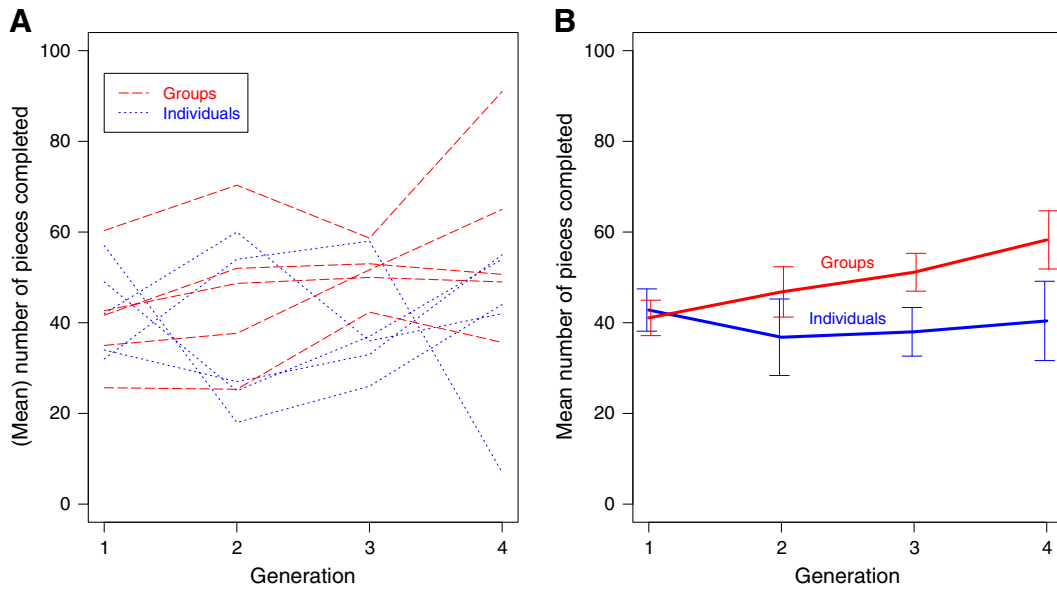 A
(Mean) number of pieces completed
100
80
60
40
20
0
Groups
Individuals
1 2 3 4
Generation
B
Mean number of pieces completed
100
80
60
40
20
0
Groups
Individuals
1 2 3 4
Generation